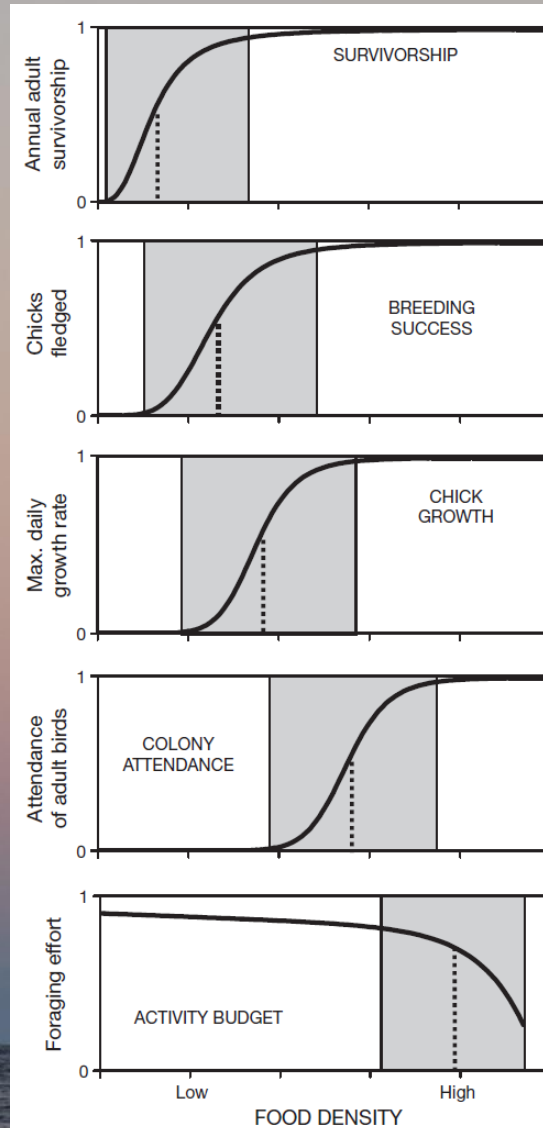 Annual adult
survivorship
1
0
SURVIVORSHIP
Chicks
fledged
1
0
BREEDING
SUCCESS
Max. daily
growth rate
1
0
CHICK
GROWTH
Attendance
of adult birds
1
0
COLONY
ATTENDANCE
Foraging effort
1
0
ACTIVITY BUDGET
Low
High
FOOD DENSITY